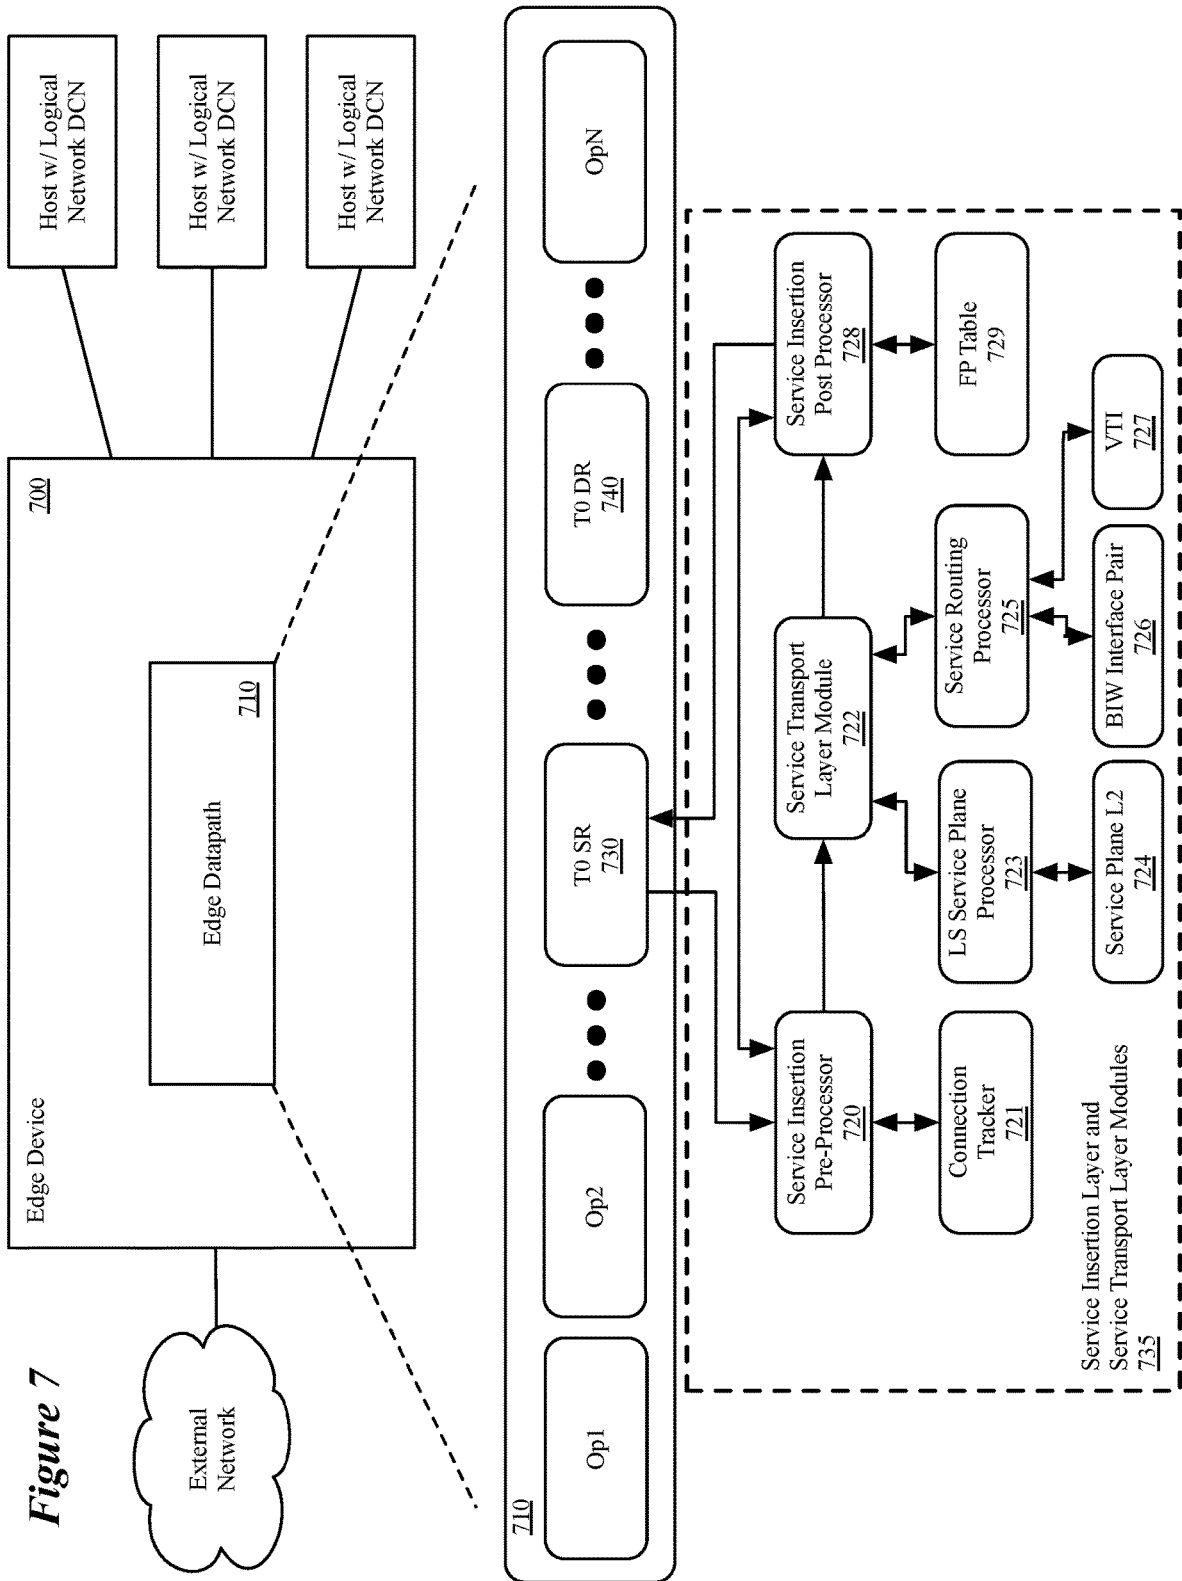 Figure 7
External
Network
Edge Device
700
Edge Datapath
710
Host w/ Logical
Network DCN
Host w/ Logical
Network DCN
Host w/ Logical
Network DCN
710
Op1
Op2
T0 SR
730
T0 DR
740
OpN
Service Insertion
Pre-Processor
720
Service Transport
Layer Module
722
Service Insertion
Post Processor
728
Connection
Tracker
721
LS Service Plane
Processor
723
Service Routing
Processor
725
FP Table
729
Service Plane L2
724
BIW Interface Pair
726
VTI
727
Service Insertion Layer and
Service Transport Layer Modules
735